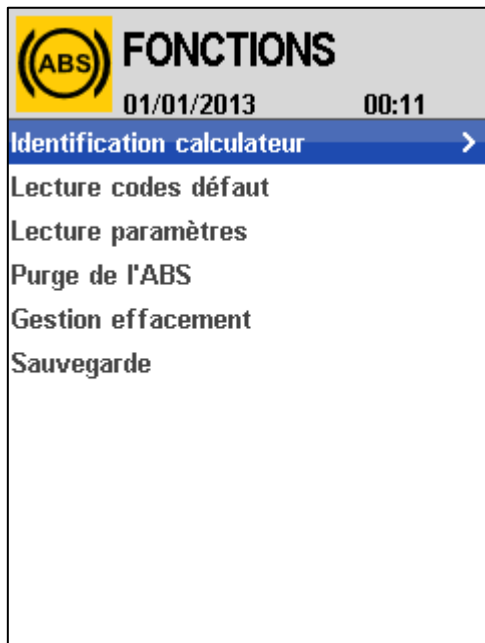 ABS
FONCTIONS
01/01/2013 00:11
Identification calculateur >
Lecture codes défaut
Lecture paramètres
Purge de l'ABS
Gestion effacement
Sauvegarde